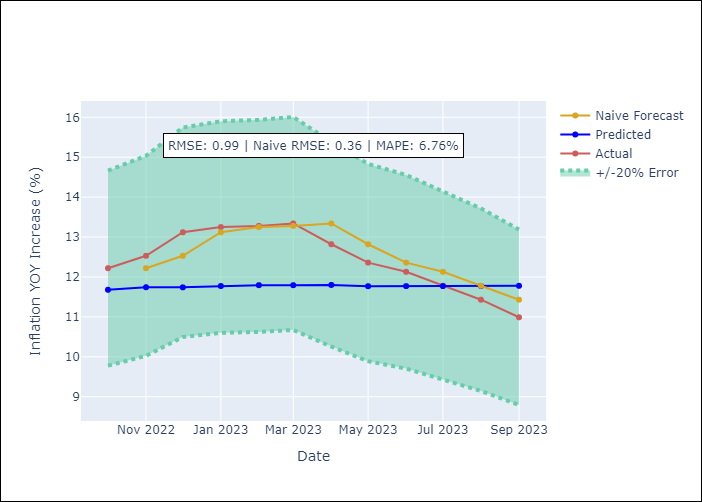 16
15
14
13
12
11
10
9
Inflation YOY Increase (%)
RMSE: 0.99 | Naive RMSE: 0.36 | MAPE: 6.76%
Nov 2022
Jan 2023
Mar 2023
May 2023
Jul 2023
Sep 2023
Date
Naive Forecast
Predicted
Actual
+/-20% Error